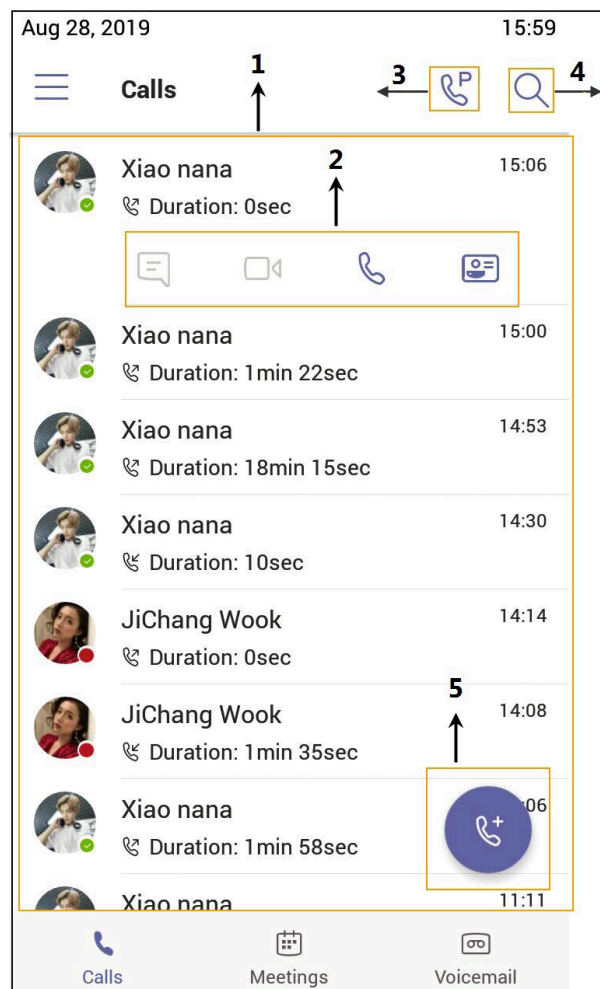 Aug 28, 2019 15:59
1
2
3
4
Calls
P
Xiao nana 15:06
Duration: 0sec
Xiao nana 15:00
Duration: 1min 22sec
Xiao nana 14:53
Duration: 18min 15sec
Xiao nana 14:30
Duration: 10sec
JiChang Wook 14:14
Duration: 0sec
5
JiChang Wook 14:08
Duration: 1min 35sec
Xiao nana :06
Duration: 1min 58sec
Xiao nana 11:11
Calls Meetings Voicemail